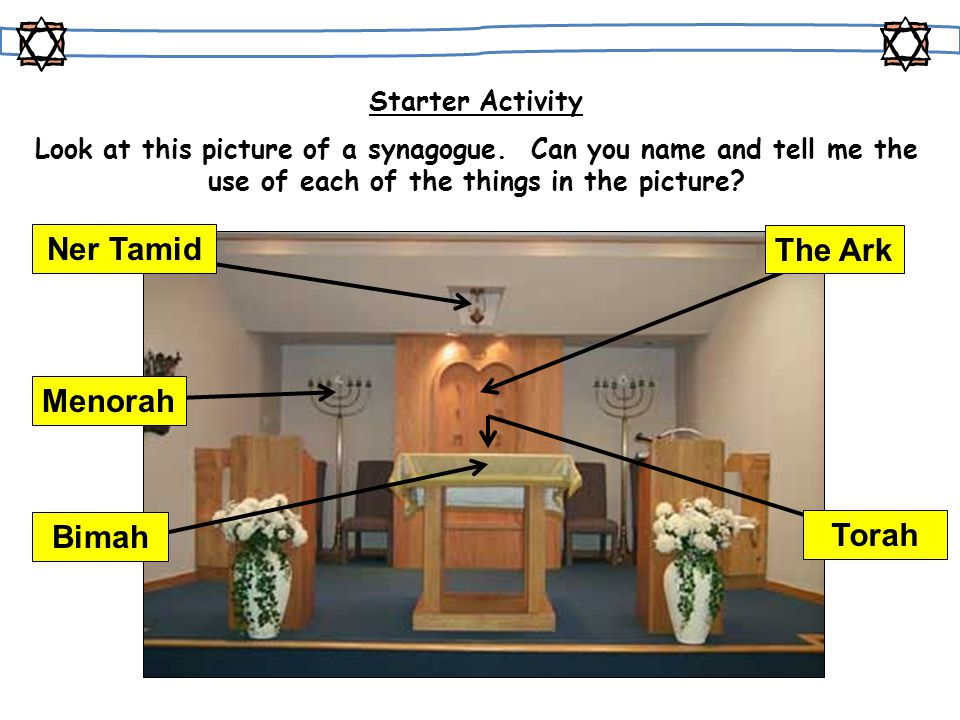 Starter Activity
Look at this picture of a synagogue. Can you name and tell me the
use of each of the things in the picture?
Ner Tamid
The Ark
Menorah
Bimah
Torah